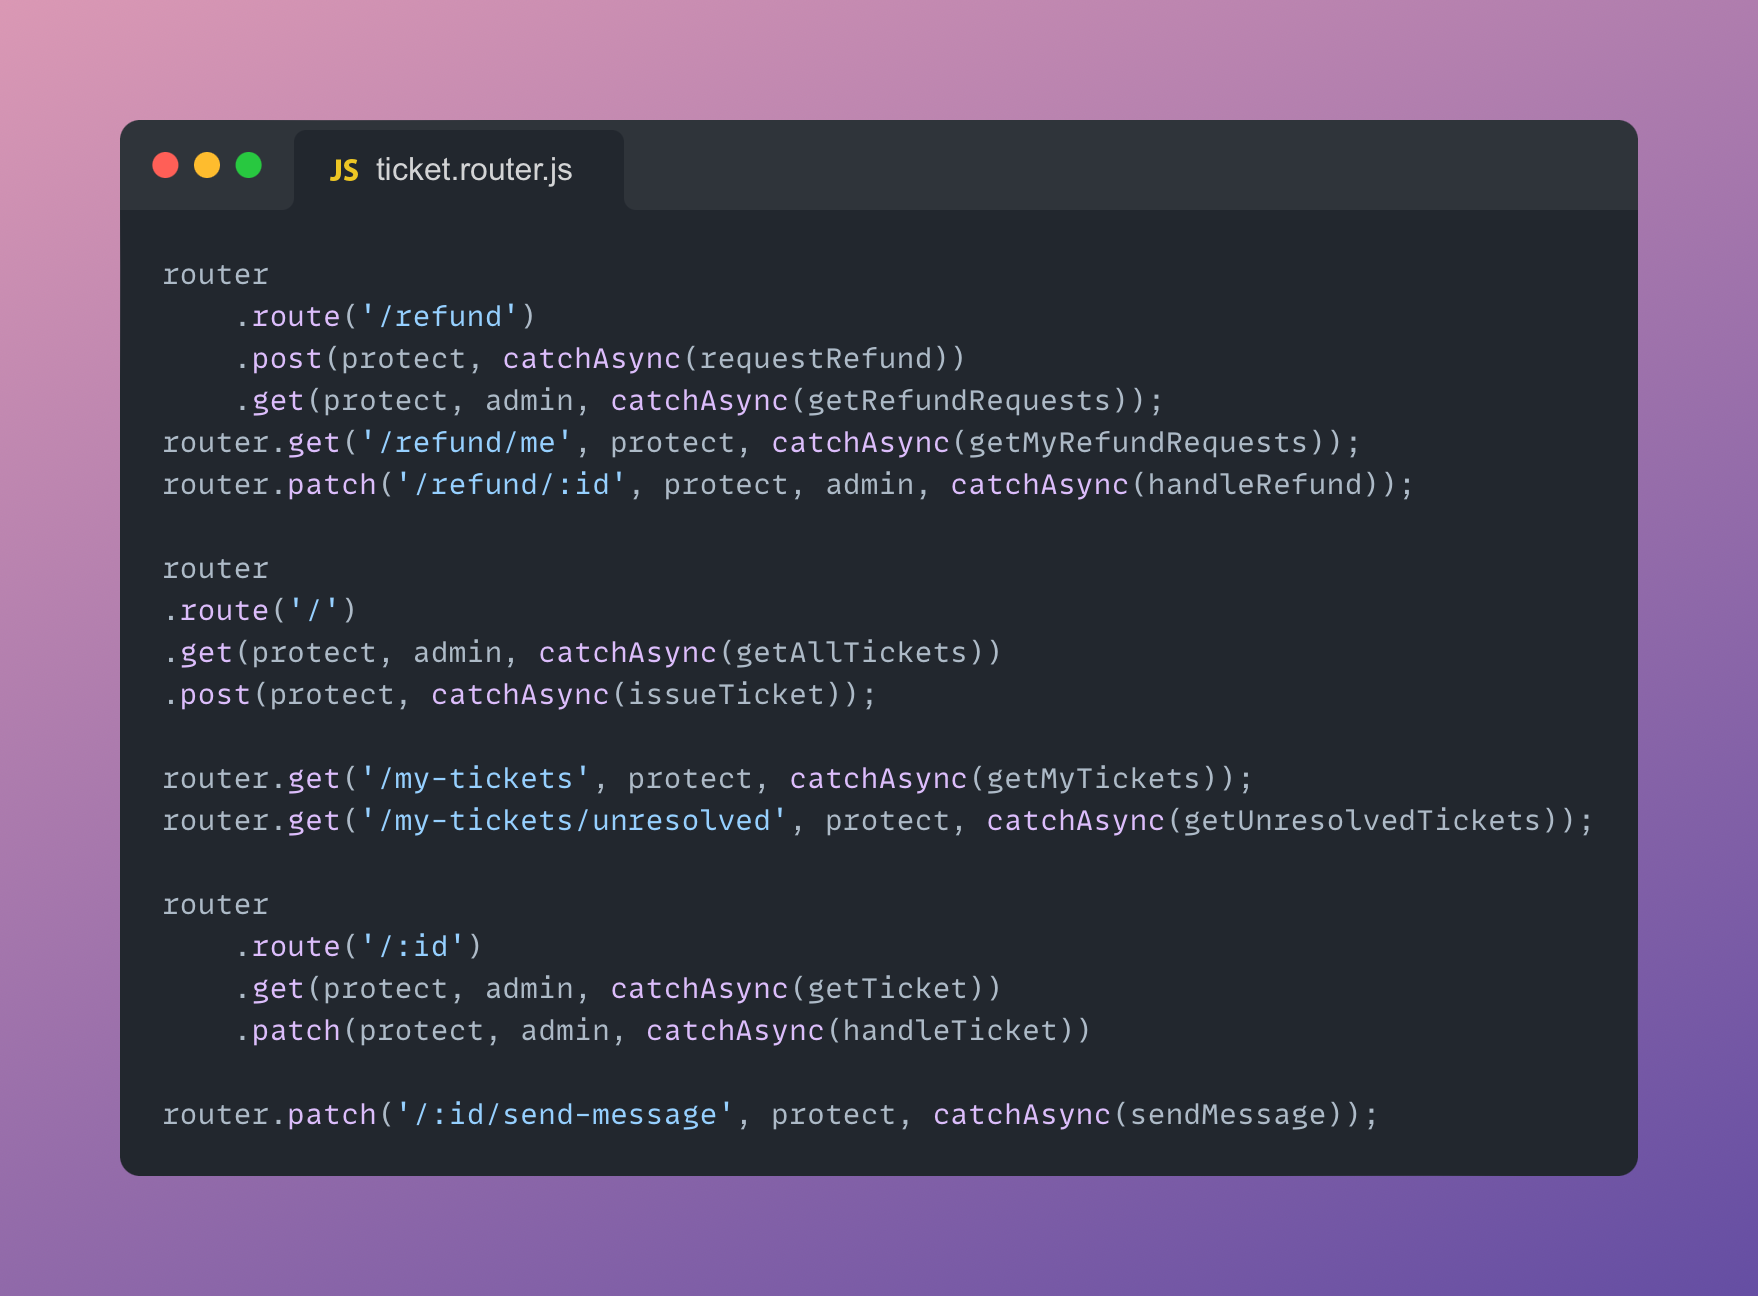 JS ticket.router.js
router
    .route('/refund')
    .post(protect, catchAsync(requestRefund))
    .get(protect, admin, catchAsync(getRefundRequests));
router.get('/refund/me', protect, catchAsync(getMyRefundRequests));
router.patch('/refund/:id', protect, admin, catchAsync(handleRefund));

router
.route('/')
.get(protect, admin, catchAsync(getAllTickets))
.post(protect, catchAsync(issueTicket));

router.get('/my-tickets', protect, catchAsync(getMyTickets));
router.get('/my-tickets/unresolved', protect, catchAsync(getUnresolvedTickets));

router
    .route('/:id')
    .get(protect, admin, catchAsync(getTicket))
    .patch(protect, admin, catchAsync(handleTicket))

router.patch('/:id/send-message', protect, catchAsync(sendMessage));